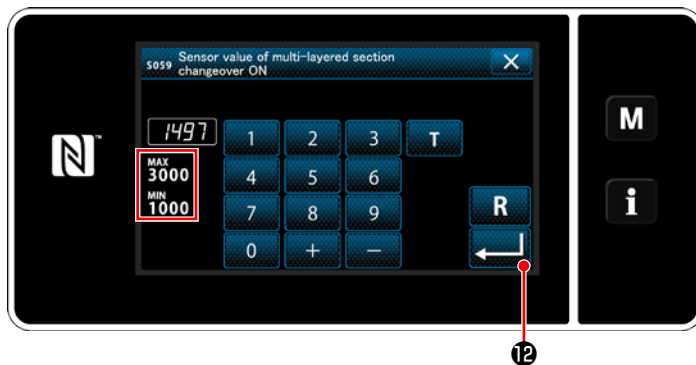 S059 Sensor value of multi-layered section
changeover ON
1497
1 2 3 T
MAX
3000
4 5 6
MIN
1000
7 8 9 R
0 + −
M
i
N
⓬